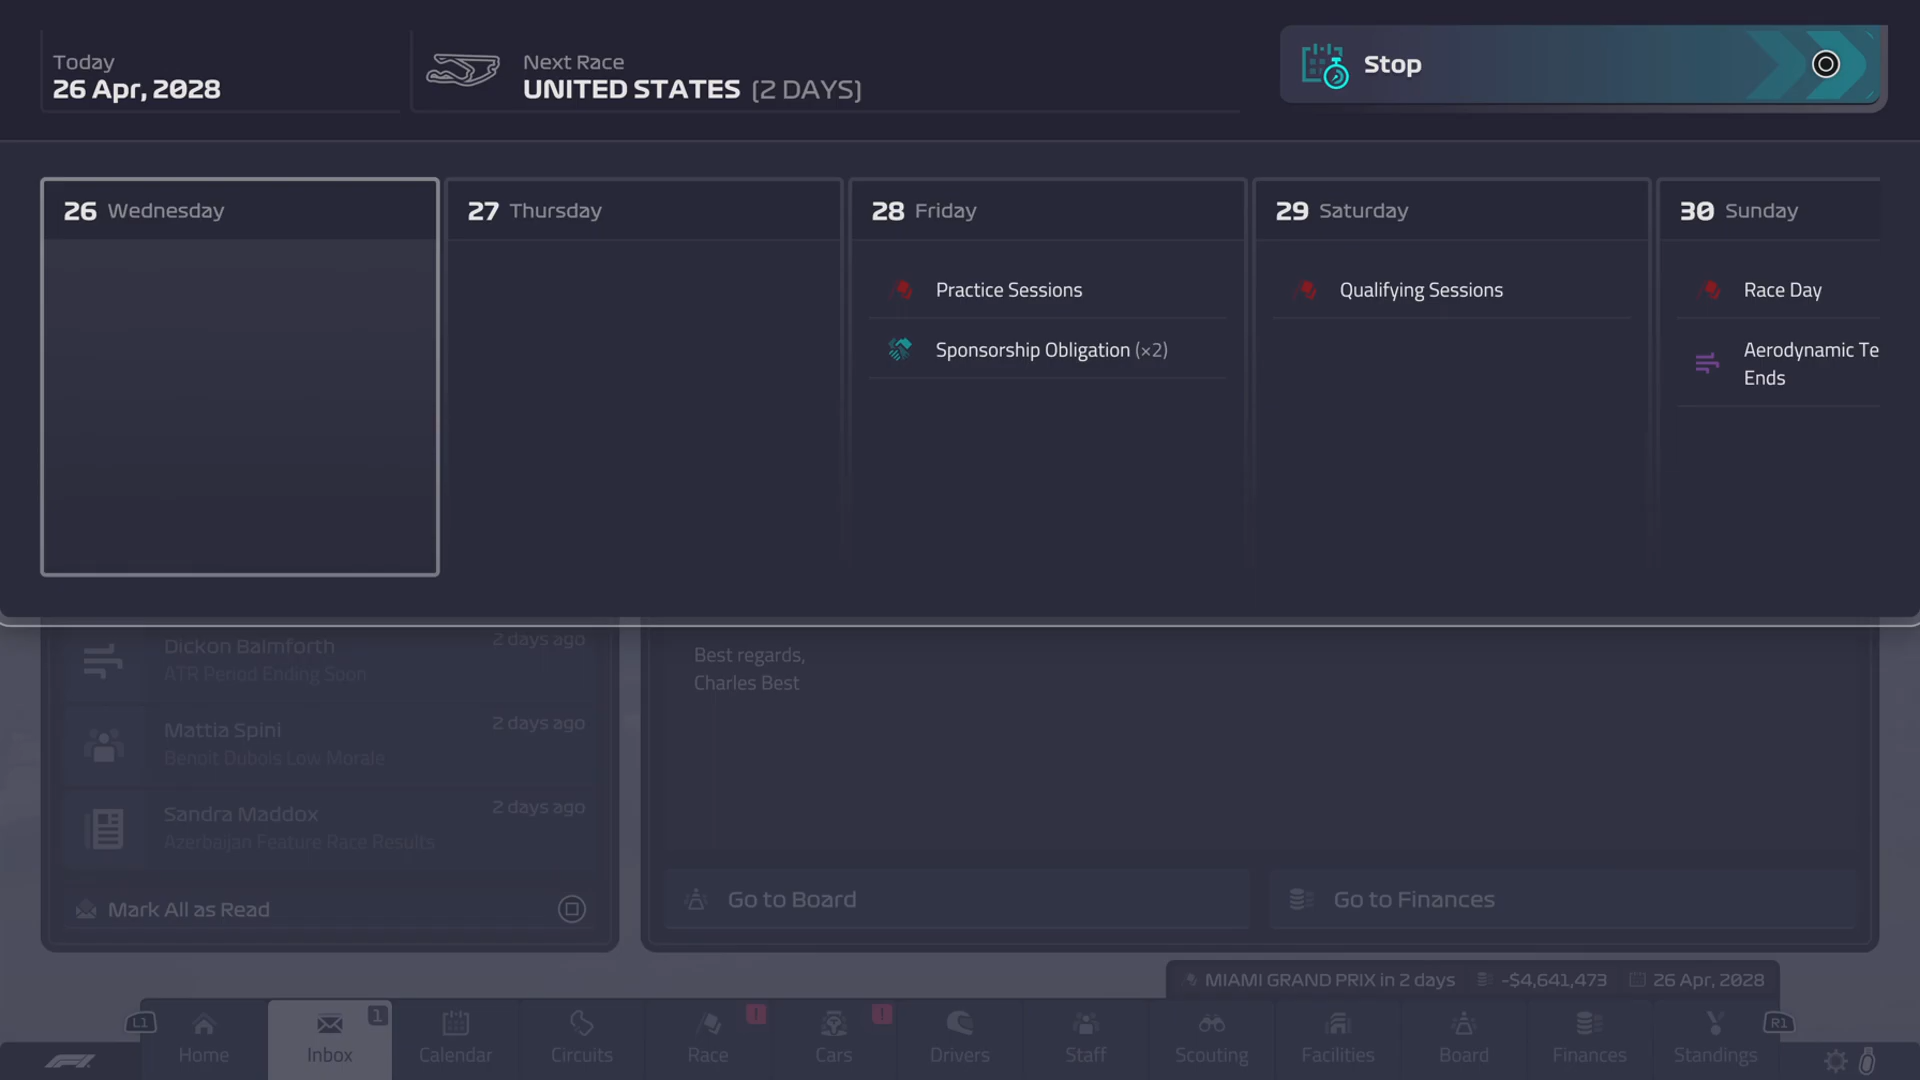 Today
26 Apr, 2028
Next Race
UNITED STATES (2 DAYS)
Stop
26 Wednesday
27 Thursday
28 Friday
29 Saturday
30 Sunday
Practice Sessions
Sponsorship Obligation (×2)
Qualifying Sessions
Race Day
Aerodynamic Te
Ends
Dickon Balmforth
2 days ago
ATR Period Ending Soon
Mattia Spini
2 days ago
Benoit Dubois Low Morale
Sandra Maddox
2 days ago
Azerbaijan Feature Race Results
Mark All as Read
Best regards,
Charles Best
Go to Board
Go to Finances
MIAMI GRAND PRIX in 2 days
-$4,641,473
26 Apr, 2028
L1
Home
Inbox
1
Calendar
Circuits
Race
!
Cars
!
Drivers
Staff
Scouting
Facilities
Board
Finances
Standings
R1
F1